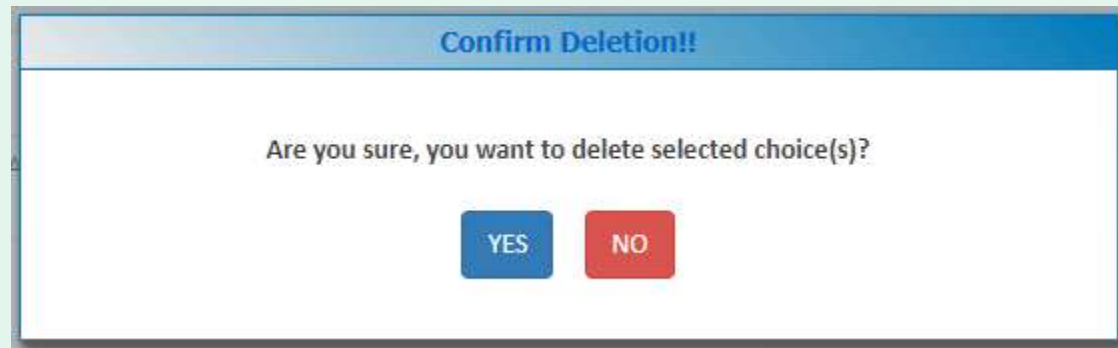 Confirm Deletion!!
Are you sure, you want to delete selected choice(s)?
YES NO